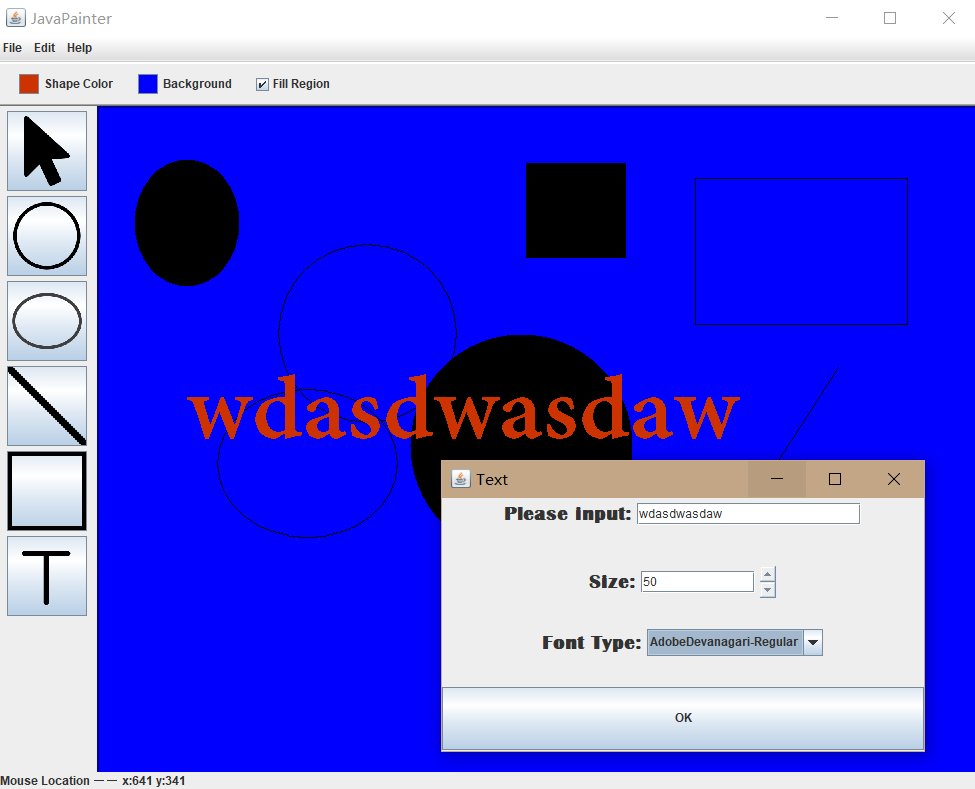 JavaPainter
File Edit Help
Shape Color Background Fill Region
T
wdasdwasdaw
Text
Please input: wdasdwasdaw
Size: 50
Font Type: AdobeDevanagari-Regular
OK
Mouse Location —— x:641 y:341